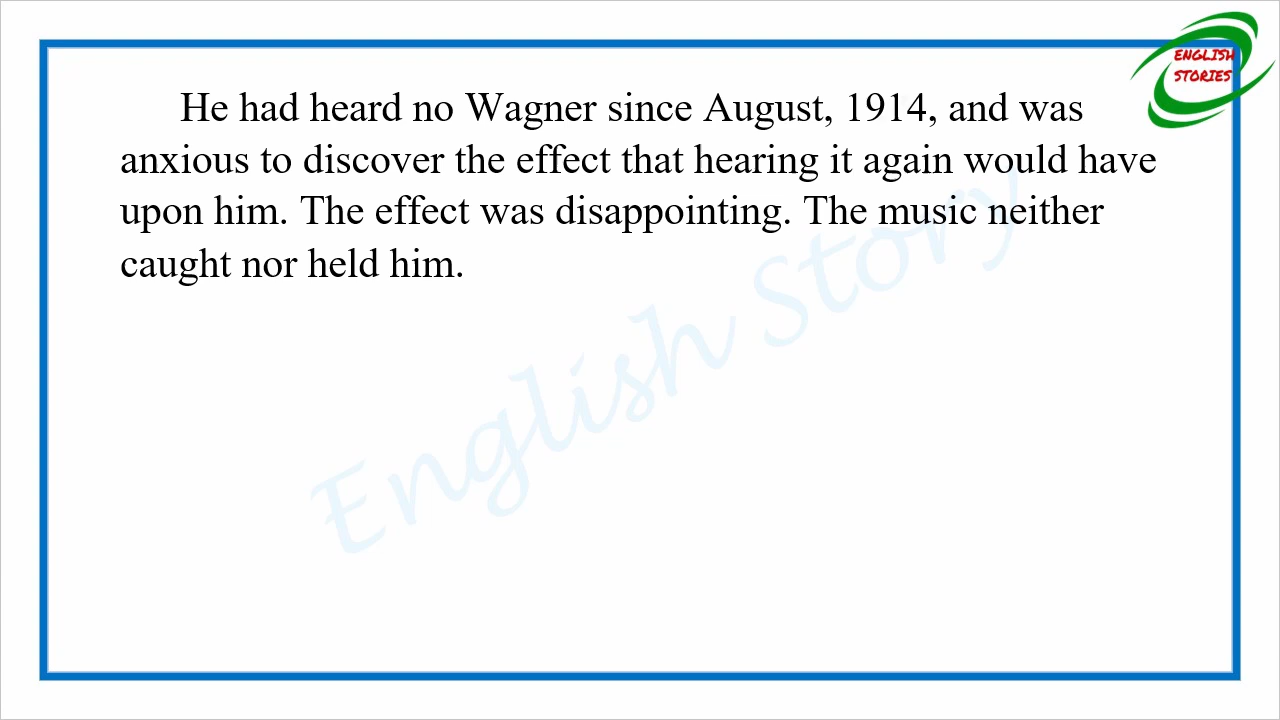 ENGLISH
STORIES
He had heard no Wagner since August, 1914, and was
anxious to discover the effect that hearing it again would have
upon him. The effect was disappointing. The music neither
caught nor held him.
English Story